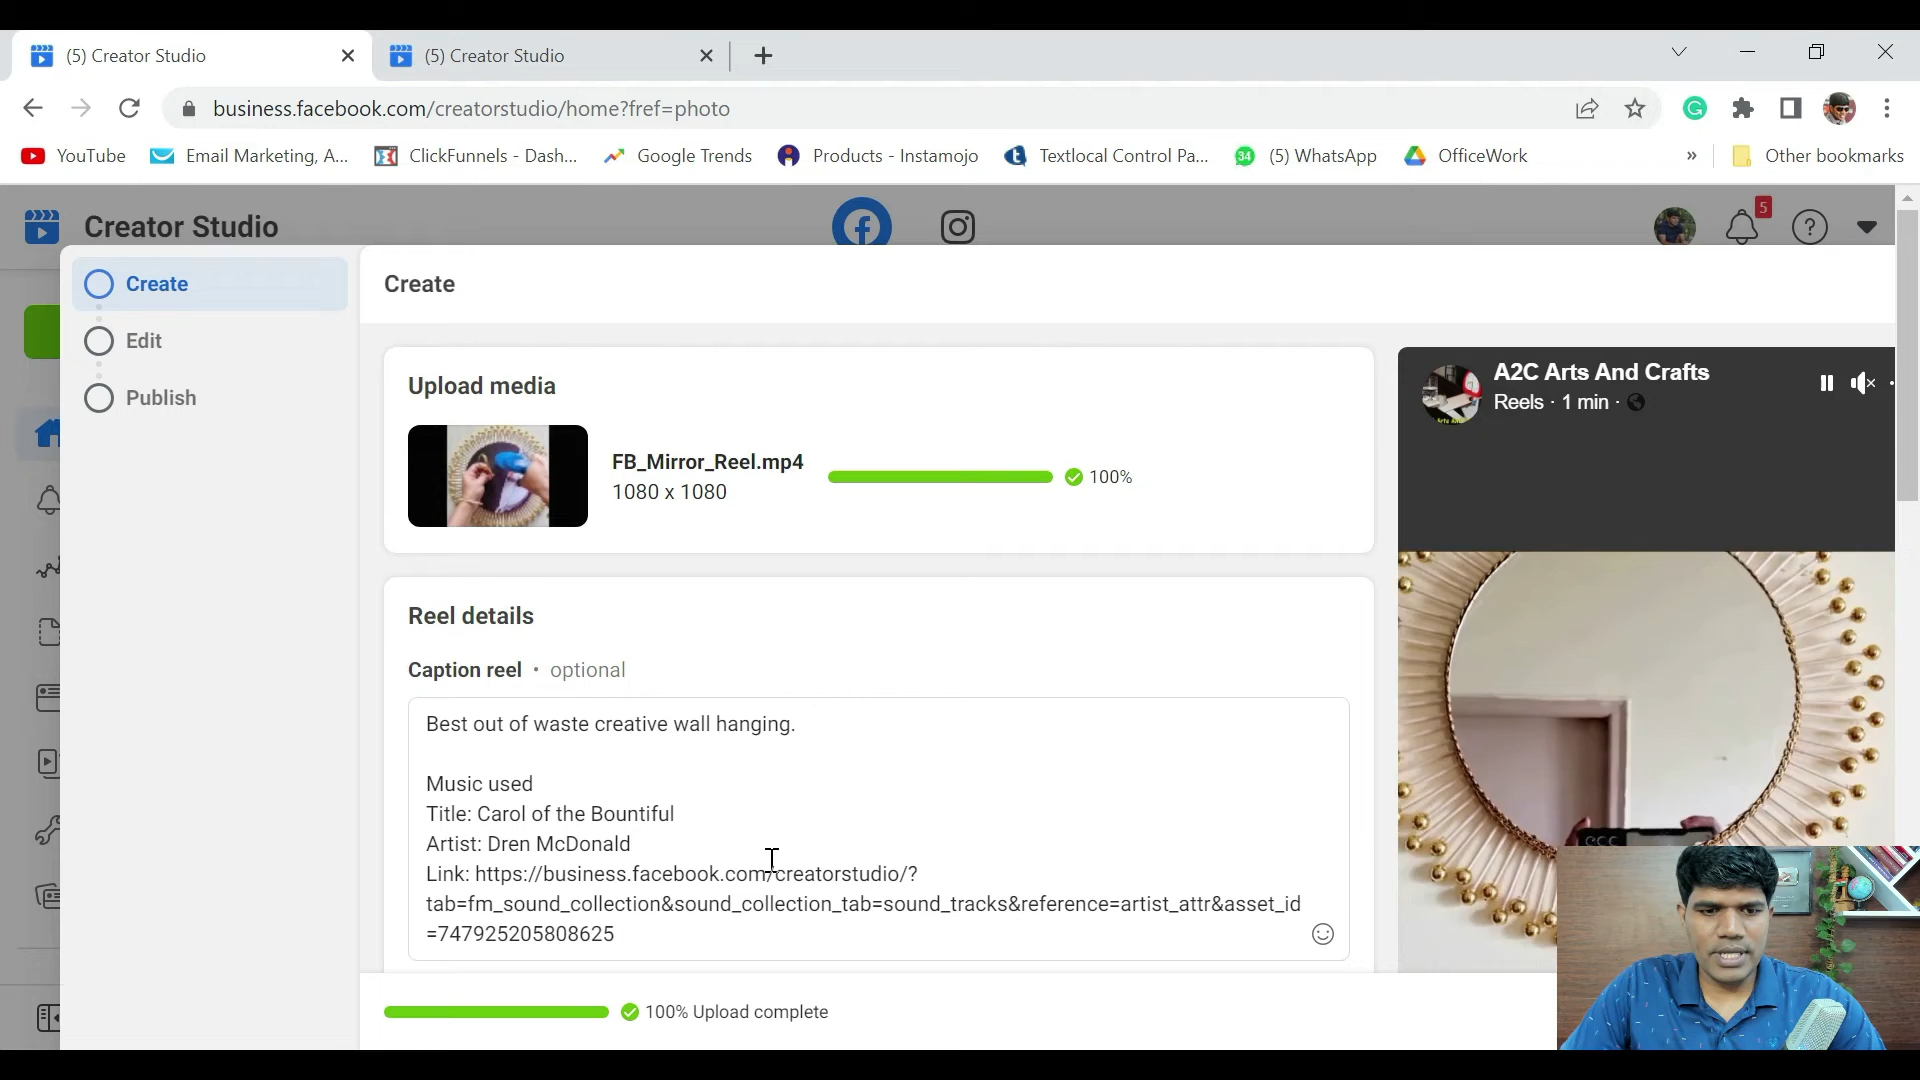 (5) Creator Studio
(5) Creator Studio
business.facebook.com/creatorstudio/home?fref=photo
YouTube
Email Marketing, A...
ClickFunnels - Dash...
Google Trends
Products - Instamojo
Textlocal Control Pa...
34
(5) WhatsApp
OfficeWork
»
Other bookmarks
Creator Studio
5
Create
Edit
Publish
Create
Upload media
FB_Mirror_Reel.mp4
1080 x 1080
100%
A2C Arts And Crafts
Reels · 1 min ·
Reel details
Caption reel · optional
Best out of waste creative wall hanging.
Music used
Title: Carol of the Bountiful
Artist: Dren McDonald
Link: https://business.facebook.com/creatorstudio/?
tab=fm_sound_collection&sound_collection_tab=sound_tracks&reference=artist_attr&asset_id
=747925205808625
100% Upload complete